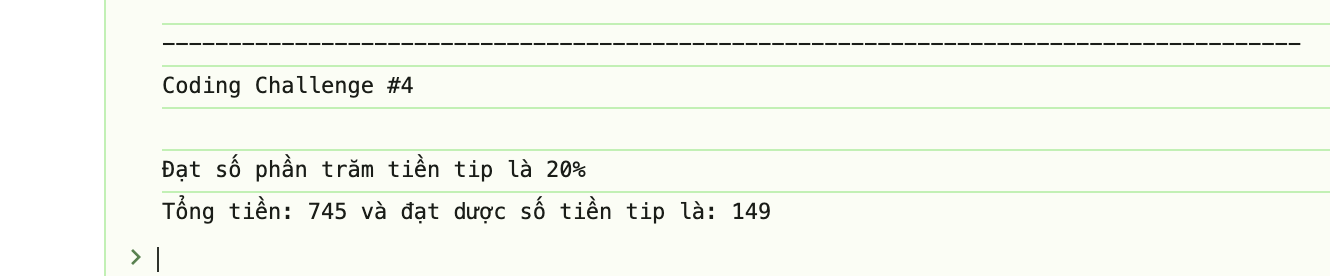 --------------------------------------------------------------------------------------
Coding Challenge #4
Đạt số phần trăm tiền tip là 20%
Tổng tiền: 745 và đạt dược số tiền tip là: 149
>